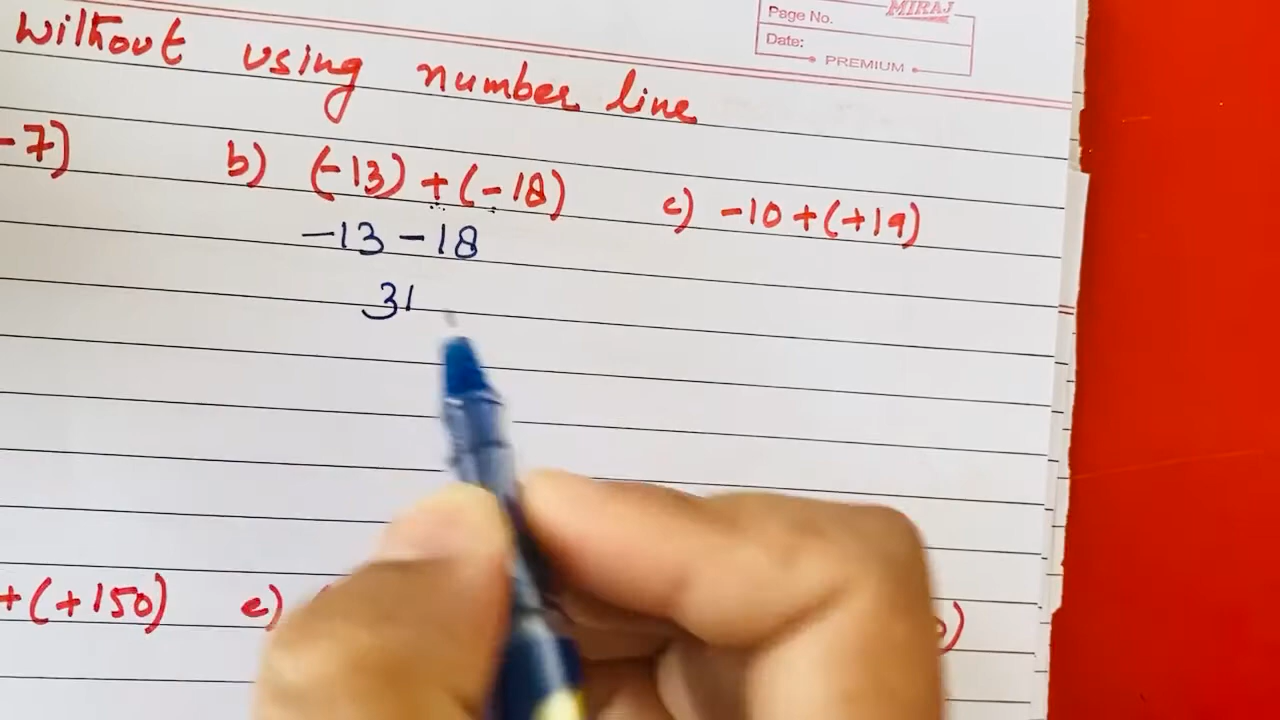 MIRAJ
Page No.
Date:
PREMIUM
without using number line
-7) b) (-13) + (-18) c) -10 + (+19)
-13 -18
31
+ (+150) e)